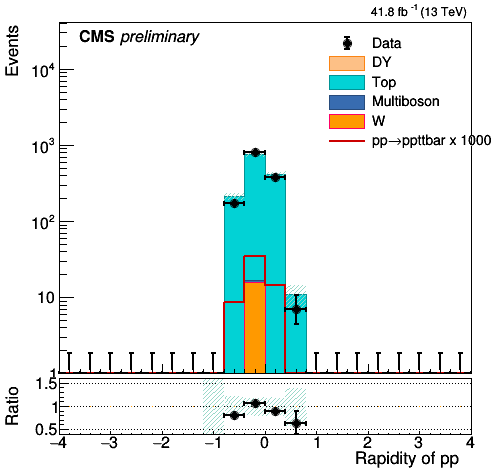 41.8 fb⁻¹ (13 TeV)
CMS preliminary
Events
Data
DY
Top
Multiboson
W
pp→ppttbar x 1000
10⁴
10³
10²
10
1
Ratio
1.5
1
0.5
−4 −3 −2 −1 0 1 2 3 4
Rapidity of pp